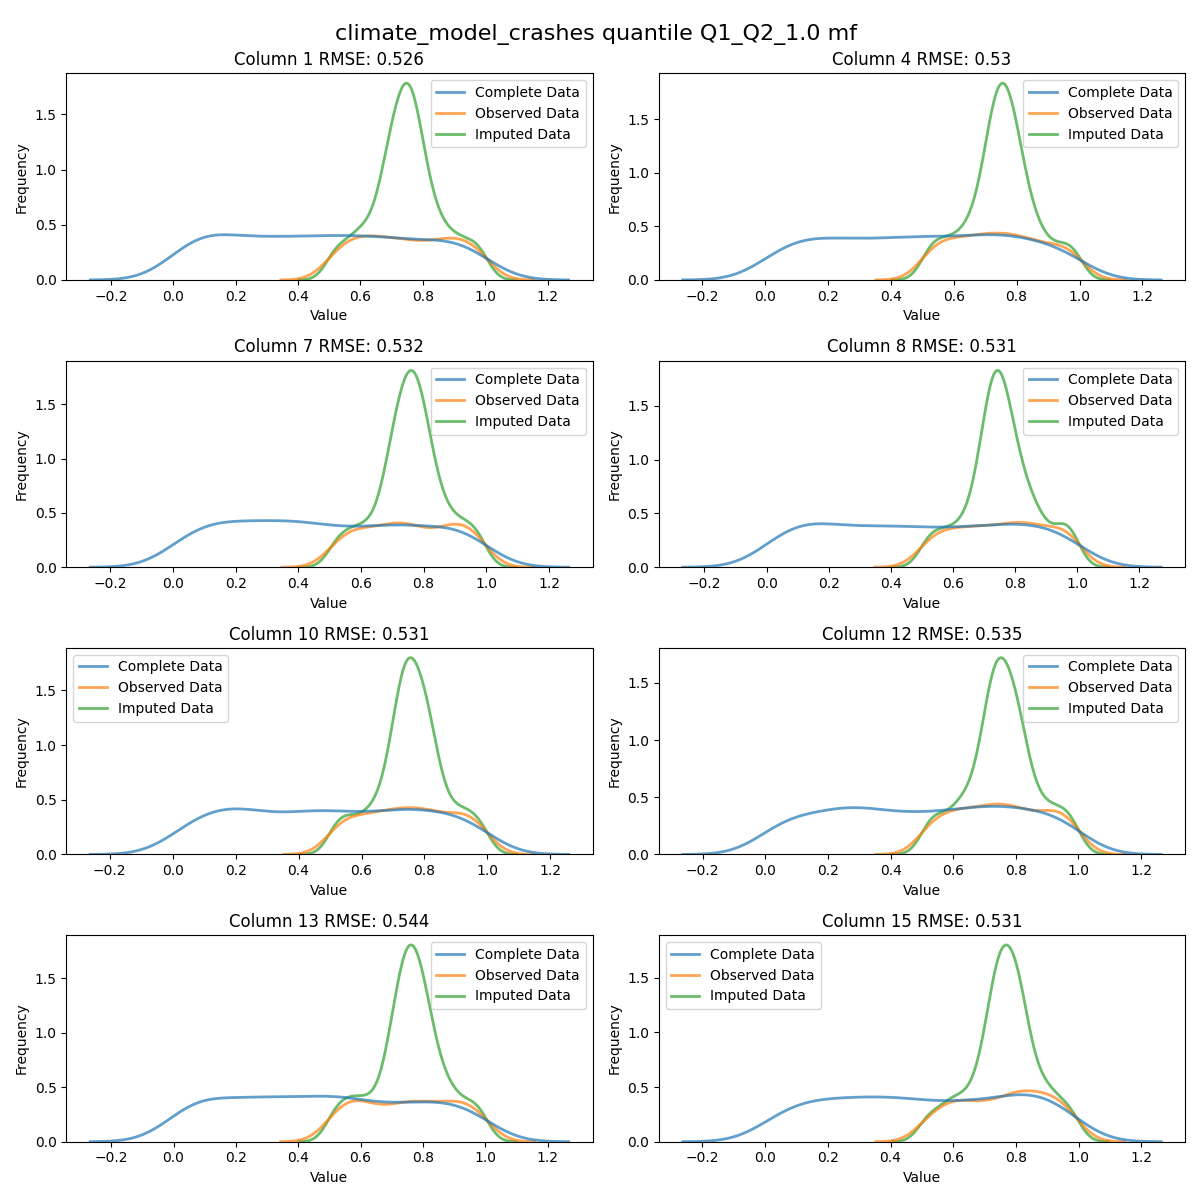 climate_model_crashes quantile Q1_Q2_1.0 mf
Column 1 RMSE: 0.526
Frequency
1.5
1.0
0.5
0.0
Complete Data
Observed Data
Imputed Data
−0.2 0.0 0.2 0.4 0.6 0.8 1.0 1.2
Value
Column 4 RMSE: 0.53
Frequency
1.5
1.0
0.5
0.0
Complete Data
Observed Data
Imputed Data
−0.2 0.0 0.2 0.4 0.6 0.8 1.0 1.2
Value
Column 7 RMSE: 0.532
Frequency
1.5
1.0
0.5
0.0
Complete Data
Observed Data
Imputed Data
−0.2 0.0 0.2 0.4 0.6 0.8 1.0 1.2
Value
Column 8 RMSE: 0.531
Frequency
1.5
1.0
0.5
0.0
Complete Data
Observed Data
Imputed Data
−0.2 0.0 0.2 0.4 0.6 0.8 1.0 1.2
Value
Column 10 RMSE: 0.531
Frequency
1.5
1.0
0.5
0.0
Complete Data
Observed Data
Imputed Data
−0.2 0.0 0.2 0.4 0.6 0.8 1.0 1.2
Value
Column 12 RMSE: 0.535
Frequency
1.5
1.0
0.5
0.0
Complete Data
Observed Data
Imputed Data
−0.2 0.0 0.2 0.4 0.6 0.8 1.0 1.2
Value
Column 13 RMSE: 0.544
Frequency
1.5
1.0
0.5
0.0
Complete Data
Observed Data
Imputed Data
−0.2 0.0 0.2 0.4 0.6 0.8 1.0 1.2
Value
Column 15 RMSE: 0.531
Frequency
1.5
1.0
0.5
0.0
Complete Data
Observed Data
Imputed Data
−0.2 0.0 0.2 0.4 0.6 0.8 1.0 1.2
Value